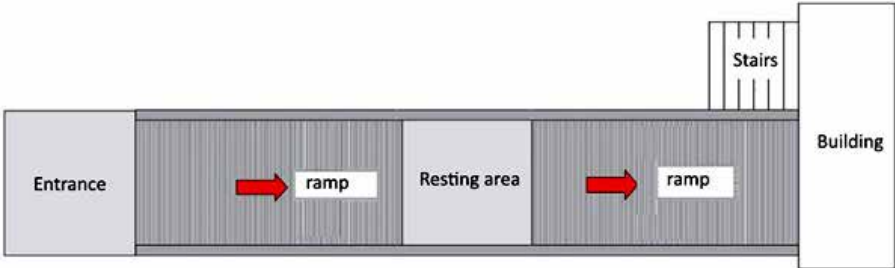 Stairs
Building
Entrance
ramp
Resting area
ramp